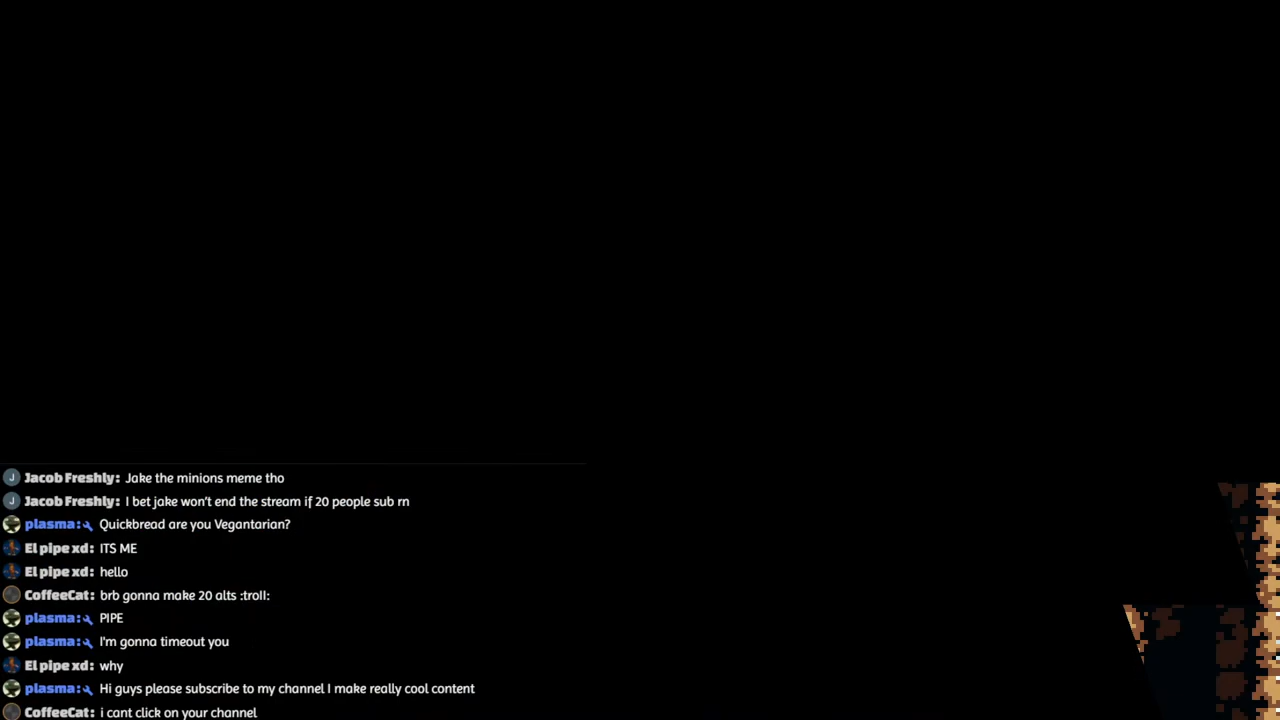 J Jacob Freshly: Jake the minions meme tho
J Jacob Freshly: I bet jake won't end the stream if 20 people sub rn
plasma: Quickbread are you Vegantarian?
El pipe xd: ITS ME
El pipe xd: hello
CoffeeCat: brb gonna make 20 alts :troll:
plasma: PIPE
plasma: I'm gonna timeout you
El pipe xd: why
plasma: Hi guys please subscribe to my channel I make really cool content
CoffeeCat: i cant click on your channel